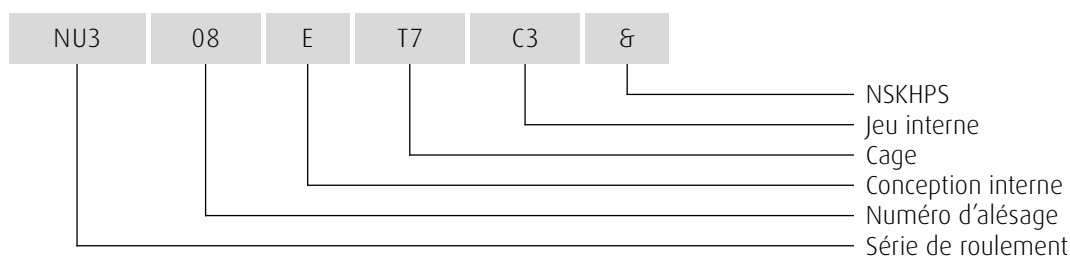 NU3 08 E T7 C3 &
NSKHPS
Jeu interne
Cage
Conception interne
Numéro d’alésage
Série de roulement